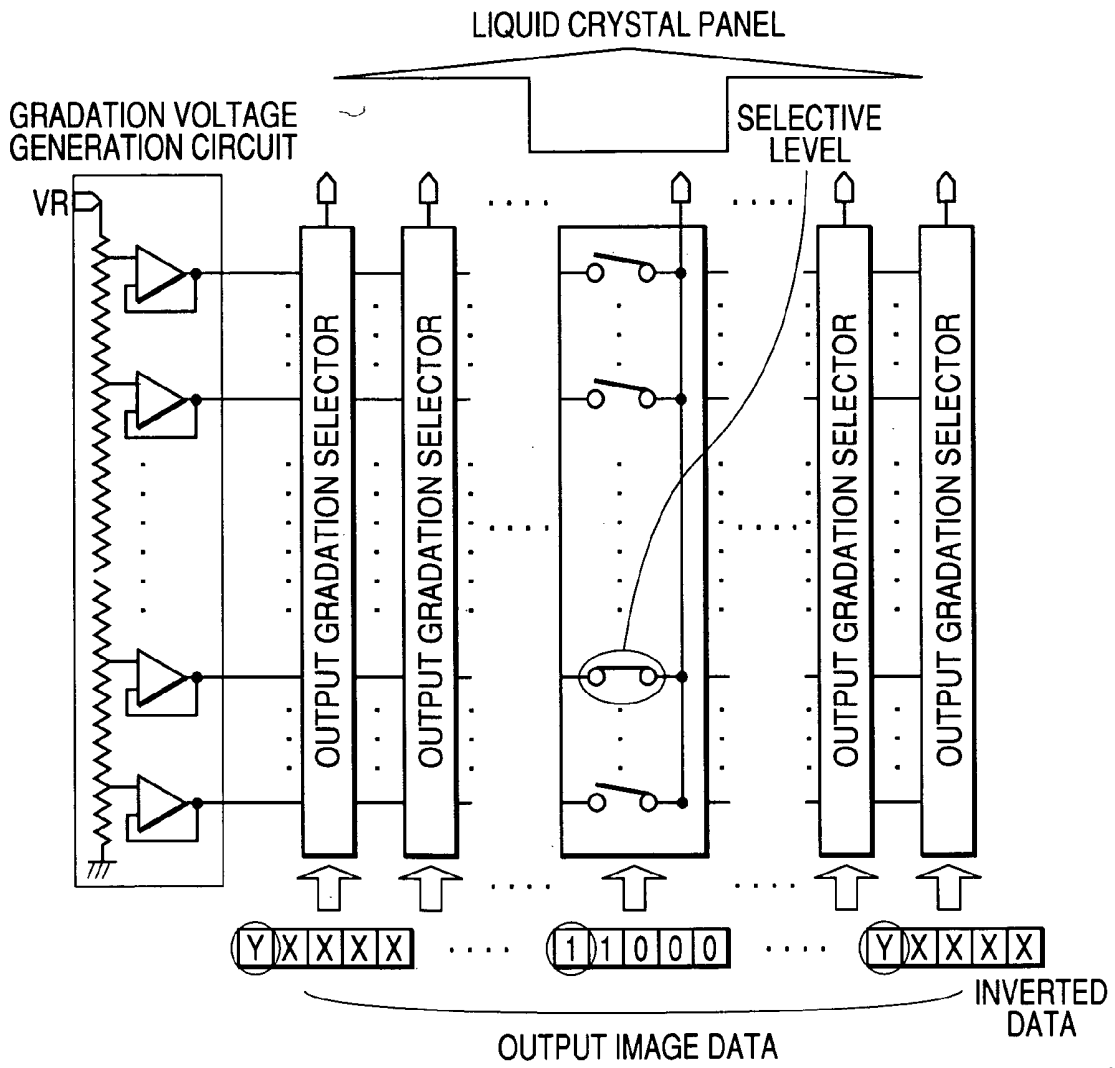 LIQUID CRYSTAL PANEL
GRADATION VOLTAGE
GENERATION CIRCUIT
SELECTIVE
LEVEL
VR
OUTPUT GRADATION SELECTOR
OUTPUT GRADATION SELECTOR
OUTPUT GRADATION SELECTOR
OUTPUT GRADATION SELECTOR
Y X X X X
1 1 0 0 0
Y X X X X
INVERTED
DATA
OUTPUT IMAGE DATA